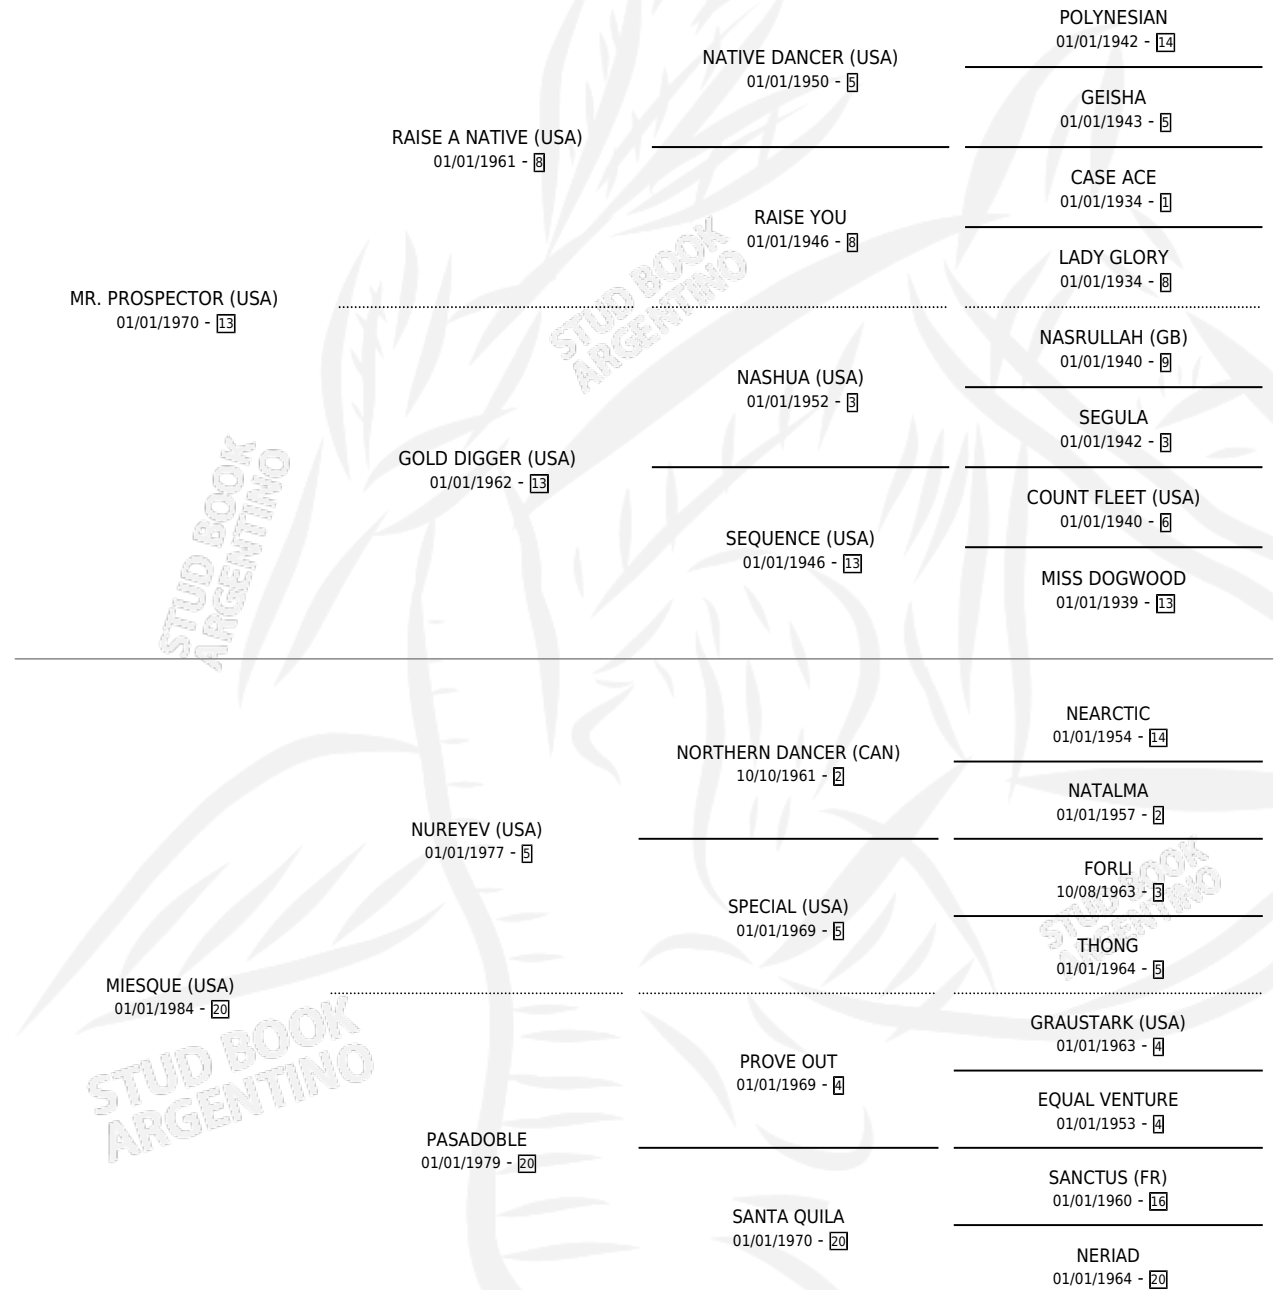 POLYNESIAN
01/01/1942 - 14
NATIVE DANCER (USA)
01/01/1950 - 5
GEISHA
01/01/1943 - 5
RAISE A NATIVE (USA)
01/01/1961 - 8
CASE ACE
01/01/1934 - 1
RAISE YOU
01/01/1946 - 8
LADY GLORY
01/01/1934 - 8
MR. PROSPECTOR (USA)
01/01/1970 - 13
STUD BOOK
ARGENTINO
NASRULLAH (GB)
01/01/1940 - 9
NASHUA (USA)
01/01/1952 - 3
SEGULA
01/01/1942 - 3
GOLD DIGGER (USA)
01/01/1962 - 13
COUNT FLEET (USA)
01/01/1940 - 6
SEQUENCE (USA)
01/01/1946 - 13
MISS DOGWOOD
01/01/1939 - 13
STUD BOOK
ARGENTINO
NEARCTIC
01/01/1954 - 14
NORTHERN DANCER (CAN)
10/10/1961 - 2
NATALMA
01/01/1957 - 2
NUREYEV (USA)
01/01/1977 - 5
FORLI
10/08/1963 - 3
SPECIAL (USA)
01/01/1969 - 5
THONG
01/01/1964 - 5
STUD BOOK
ARGENTINO
MIESQUE (USA)
01/01/1984 - 20
GRAUSTARK (USA)
01/01/1963 - 4
PROVE OUT
01/01/1969 - 4
EQUAL VENTURE
01/01/1953 - 4
STUD BOOK
ARGENTINO
PASADOBLE
01/01/1979 - 20
SANCTUS (FR)
01/01/1960 - 16
SANTA QUILA
01/01/1970 - 20
NERIAD
01/01/1964 - 20